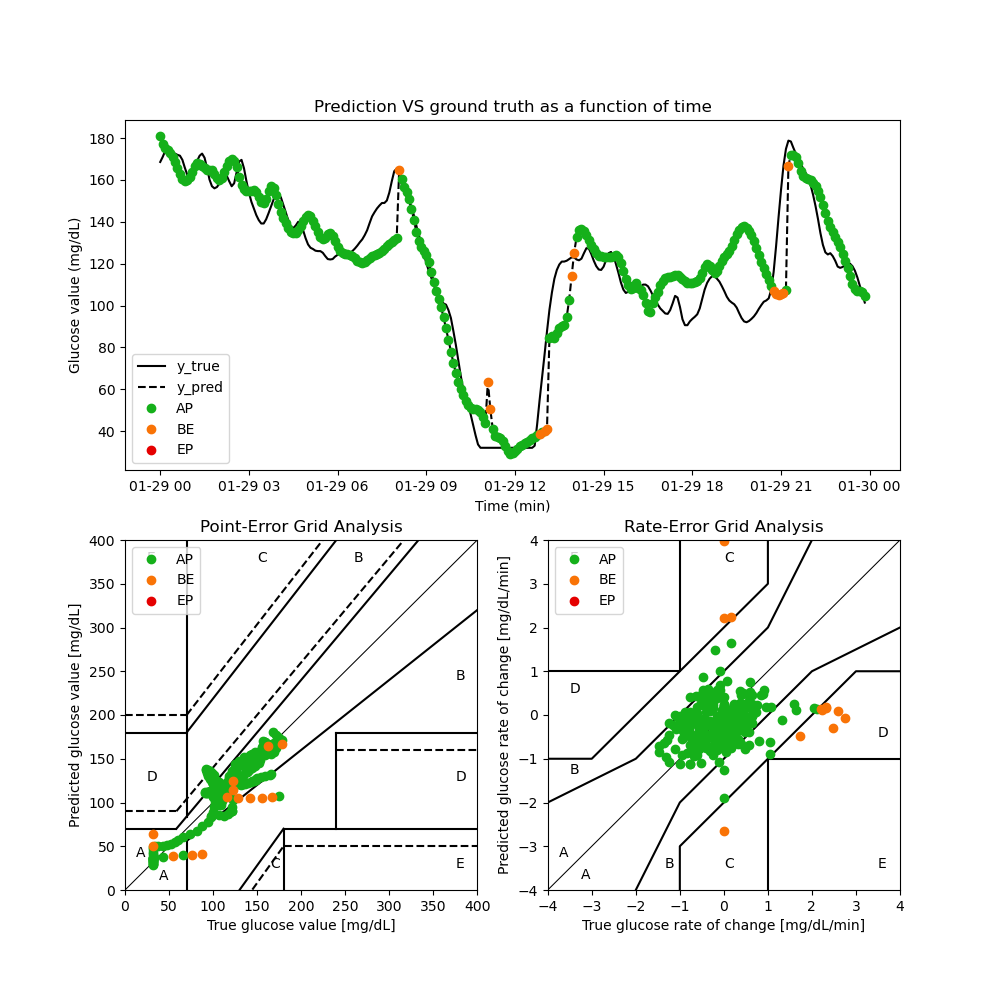 Prediction VS ground truth as a function of time
Glucose value (mg/dL)
180
160
140
120
100
80
60
40
y_true
y_pred
AP
BE
EP
01-29 00 01-29 03 01-29 06 01-29 09 01-29 12 01-29 15 01-29 18 01-29 21 01-30 00
Time (min)
Point-Error Grid Analysis
Predicted glucose value [mg/dL]
400
350
300
250
200
150
100
50
0
AP
BE
EP
C B
B
D D
A
A C E
0 50 100 150 200 250 300 350 400
True glucose value [mg/dL]
Rate-Error Grid Analysis
Predicted glucose rate of change [mg/dL/min]
4
3
2
1
0
−1
−2
−3
−4
AP
BE
EP
C
D
D
B
A
A B C E
−4 −3 −2 −1 0 1 2 3 4
True glucose rate of change [mg/dL/min]